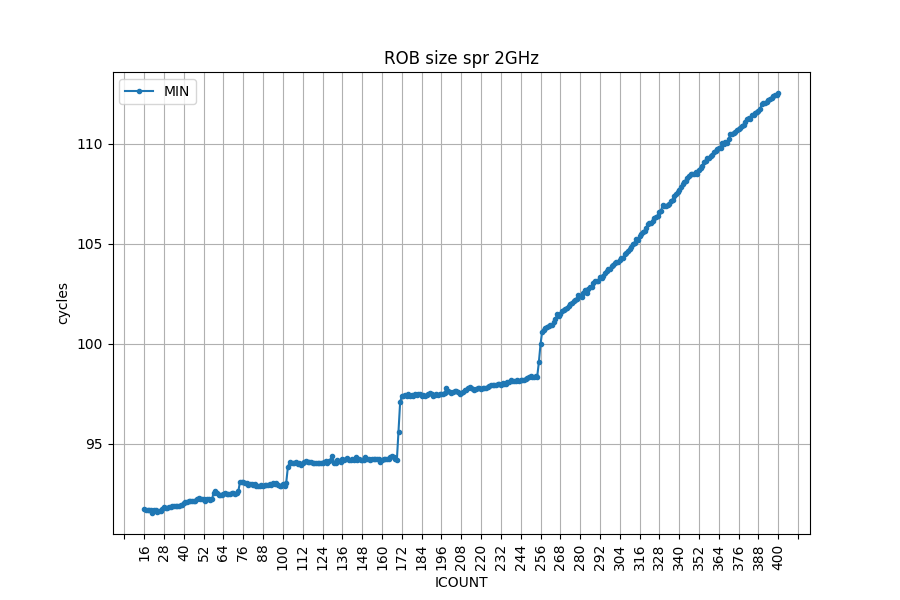 ROB size spr 2GHz
MIN
110
105
100
95
cycles
16 28 40 52 64 76 88 100 112 124 136 148 160 172 184 196 208 220 232 244 256 268 280 292 304 316 328 340 352 364 376 388 400
ICOUNT